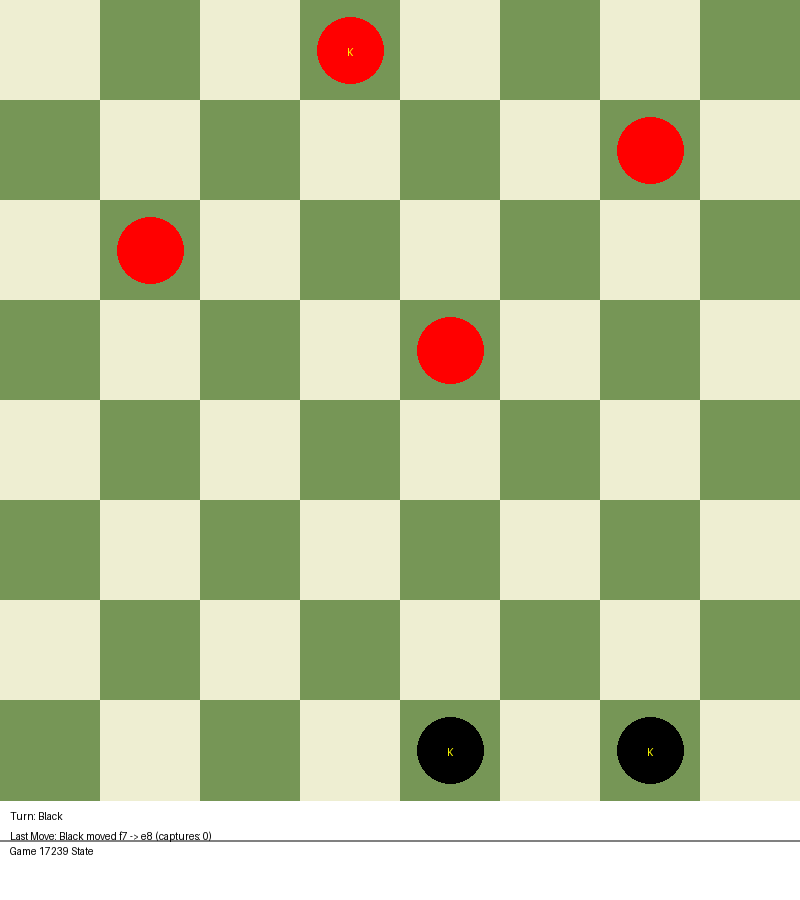 K
K
K
Turn: Black
Last Move: Black moved f7 -> e8 (captures: 0)
Game 17239 State